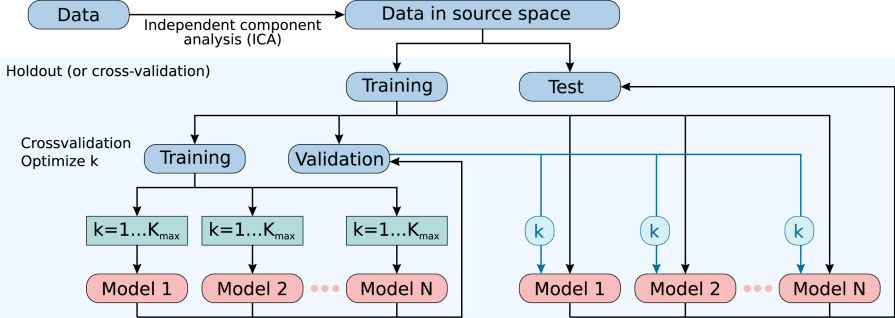 Data
Independent component
analysis (ICA)
Data in source space
Holdout (or cross-validation)
Training
Test
Crossvalidation
Optimize k
Training
Validation
k=1...Kmax
k=1...Kmax
k=1...Kmax
k
k
k
Model 1
Model 2
Model N
Model 1
Model 2
Model N